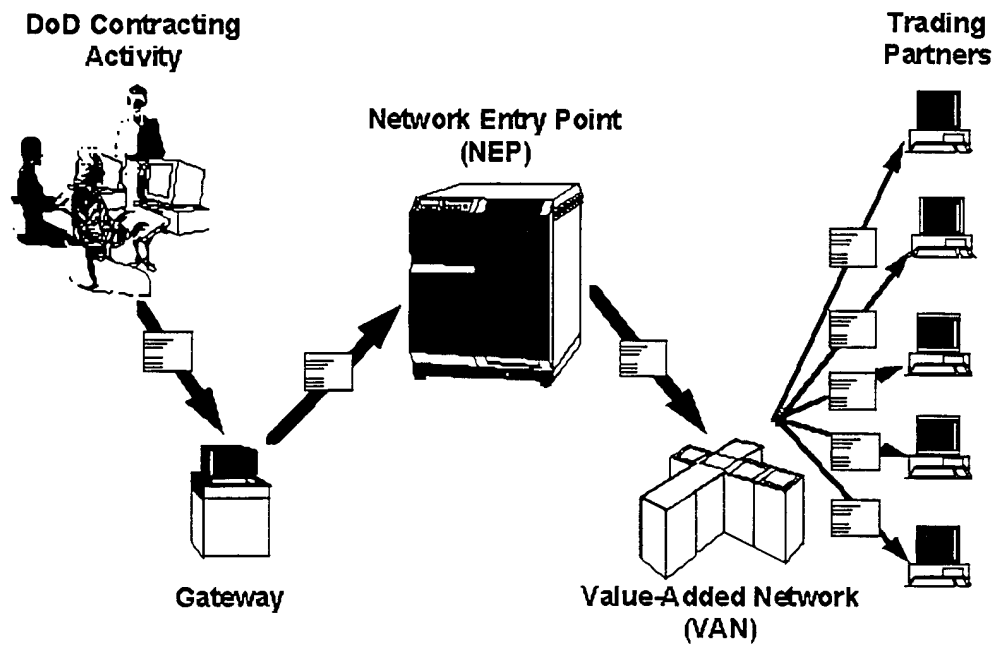 DoD Contracting
Activity
Trading
Partners
Network Entry Point
(NEP)
Gateway
Value-Added Network
(VAN)